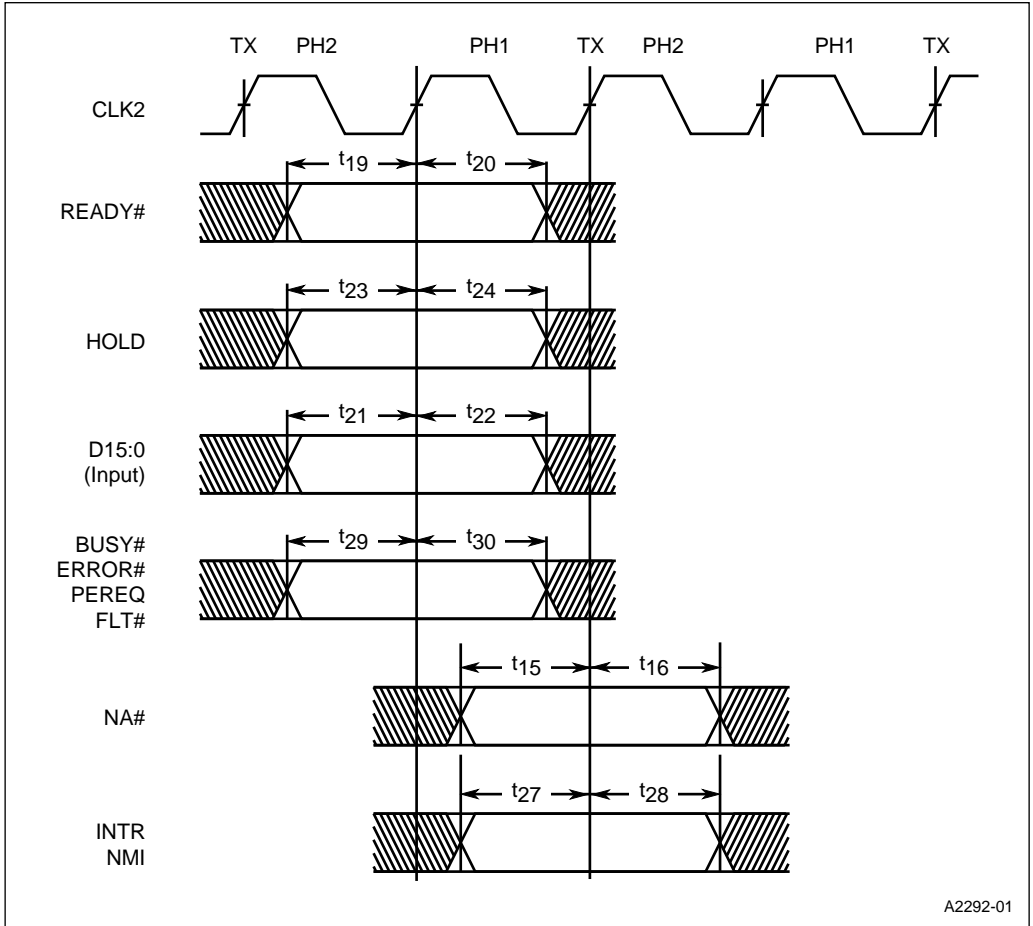 TX PH2 PH1 TX PH2 PH1 TX
CLK2
t19 t20
READY#
t23 t24
HOLD
t21 t22
D15:0
(Input)
t29 t30
BUSY#
ERROR#
PEREQ
FLT#
t15 t16
NA#
t27 t28
INTR
NMI
A2292-01